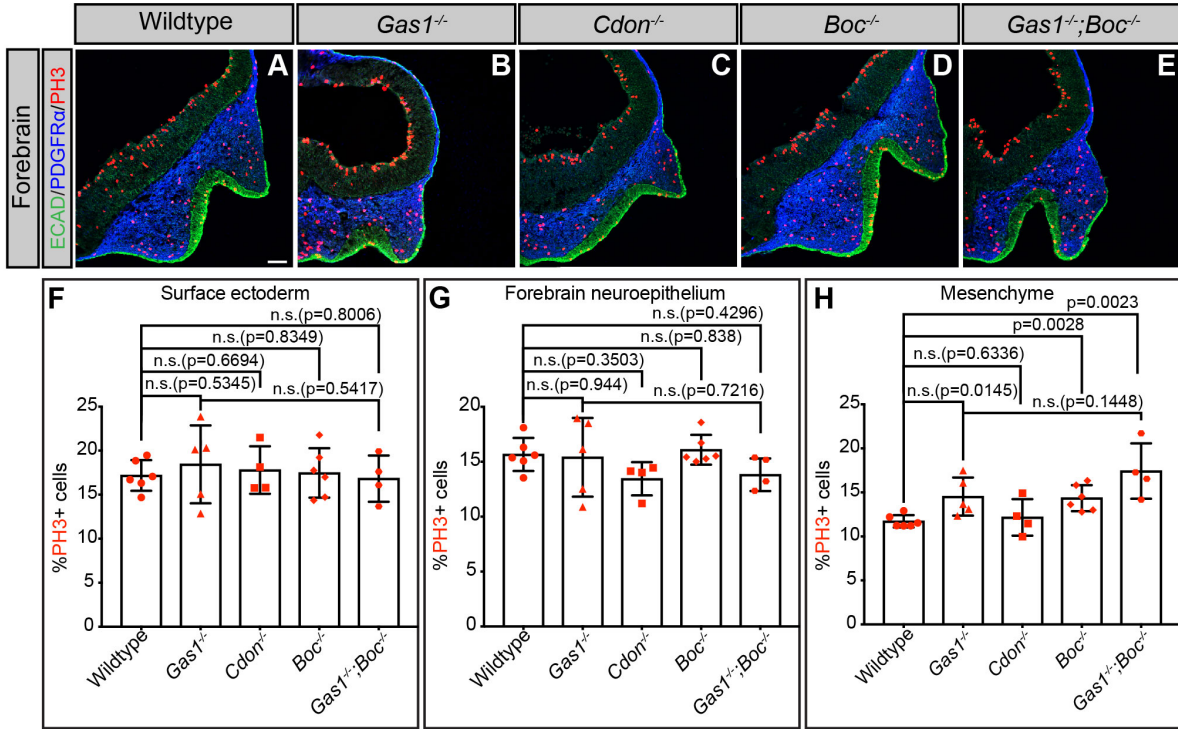 Wildtype
Gas1-/-
Cdon-/-
Boc-/-
Gas1-/-;Boc-/-
Forebrain
ECAD/PDGFRα/PH3
A
B
C
D
E
F
Surface ectoderm
n.s.(p=0.8006)
n.s.(p=0.8349)
n.s.(p=0.6694)
n.s.(p=0.5345)
n.s.(p=0.5417)
%PH3+ cells
25
20
15
10
5
0
Wildtype
Gas1-/-
Cdon-/-
Boc-/-
Gas1-/-;Boc-/-
G
Forebrain neuroepithelium
n.s.(p=0.4296)
n.s.(p=0.838)
n.s.(p=0.3503)
n.s.(p=0.944)
n.s.(p=0.7216)
%PH3+ cells
20
15
10
5
0
Wildtype
Gas1-/-
Cdon-/-
Boc-/-
Gas1-/-;Boc-/-
H
Mesenchyme
p=0.0023
p=0.0028
n.s.(p=0.6336)
n.s.(p=0.0145)
n.s.(p=0.1448)
%PH3+ cells
25
20
15
10
5
0
Wildtype
Gas1-/-
Cdon-/-
Boc-/-
Gas1-/-;Boc-/-